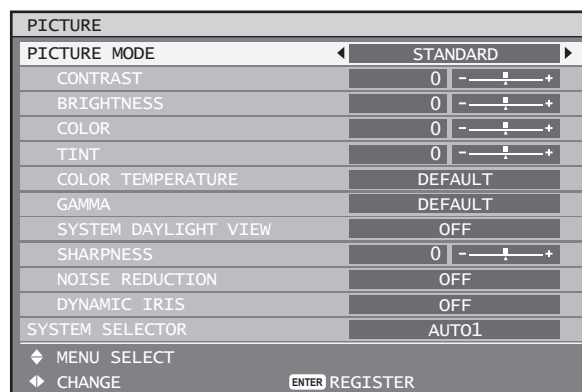 PICTURE
PICTURE MODE STANDARD
CONTRAST 0 - +
BRIGHTNESS 0 - +
COLOR 0 - +
TINT 0 - +
COLOR TEMPERATURE DEFAULT
GAMMA DEFAULT
SYSTEM DAYLIGHT VIEW OFF
SHARPNESS 0 - +
NOISE REDUCTION OFF
DYNAMIC IRIS OFF
SYSTEM SELECTOR AUTO1
MENU SELECT
CHANGE ENTER REGISTER